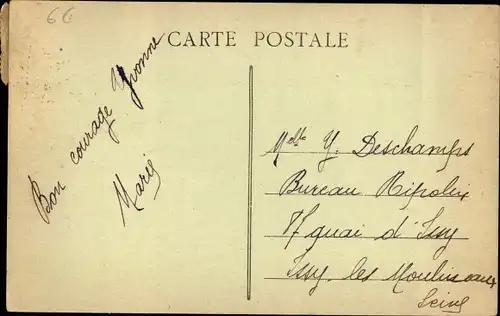 66
CARTE POSTALE
Bon courage Yvonne
Marie
Melle Y. Deschamps
Bureau Ripolin
17 quai d'Issy
Issy les Moulineaux
Seine